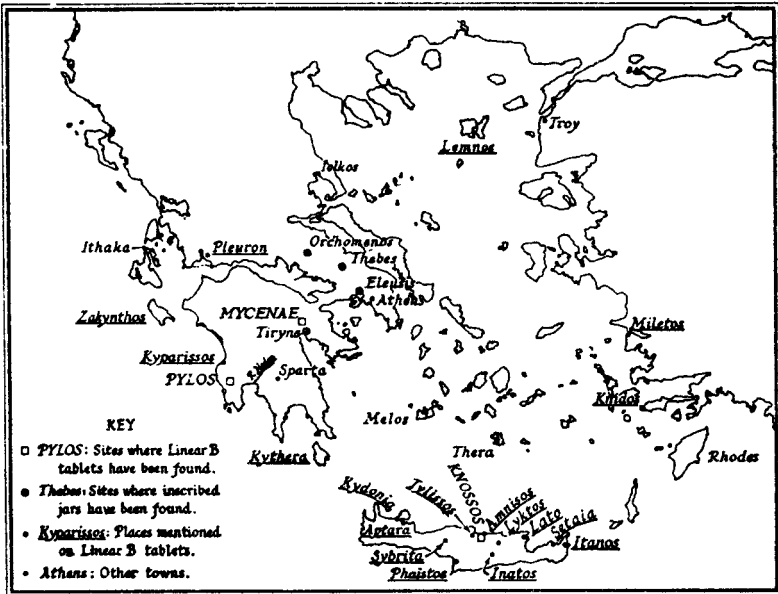 Troy
Lemnos
Iolkos
Orchomenos
Ithaka
Pleuron
Thebes
Eleusis
Athens
Zakynthos
MYCENAE
Tiryns
Miletos
Kyparissos
PYLOS
Sparta
Knidos
Melos
Thera
Rhodes
Kythera
KEY
PYLOS: Sites where Linear B
tablets have been found.
Thebes: Sites where inscribed
jars have been found.
Kyparissos: Places mentioned
on Linear B tablets.
Athens: Other towns.
Kydonia
Tylissos
KNOSSOS
Amnisos
Lyktos
Lato
Setaia
Aptara
Sybrita
Itanos
Phaistos
Inatos